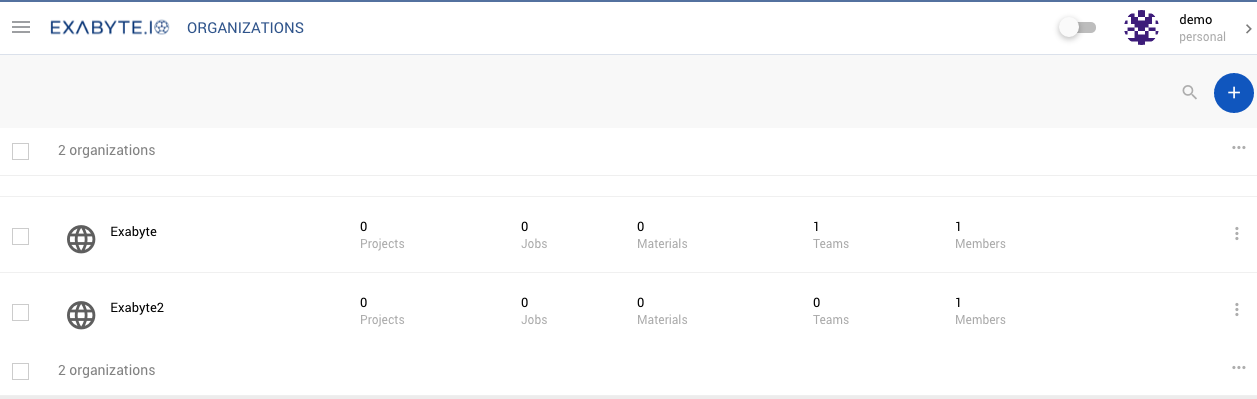 EXABYTE.IO ORGANIZATIONS demo
personal
2 organizations
Exabyte 0 0 0 1 1
Projects Jobs Materials Teams Members
Exabyte2 0 0 0 0 1
Projects Jobs Materials Teams Members
2 organizations